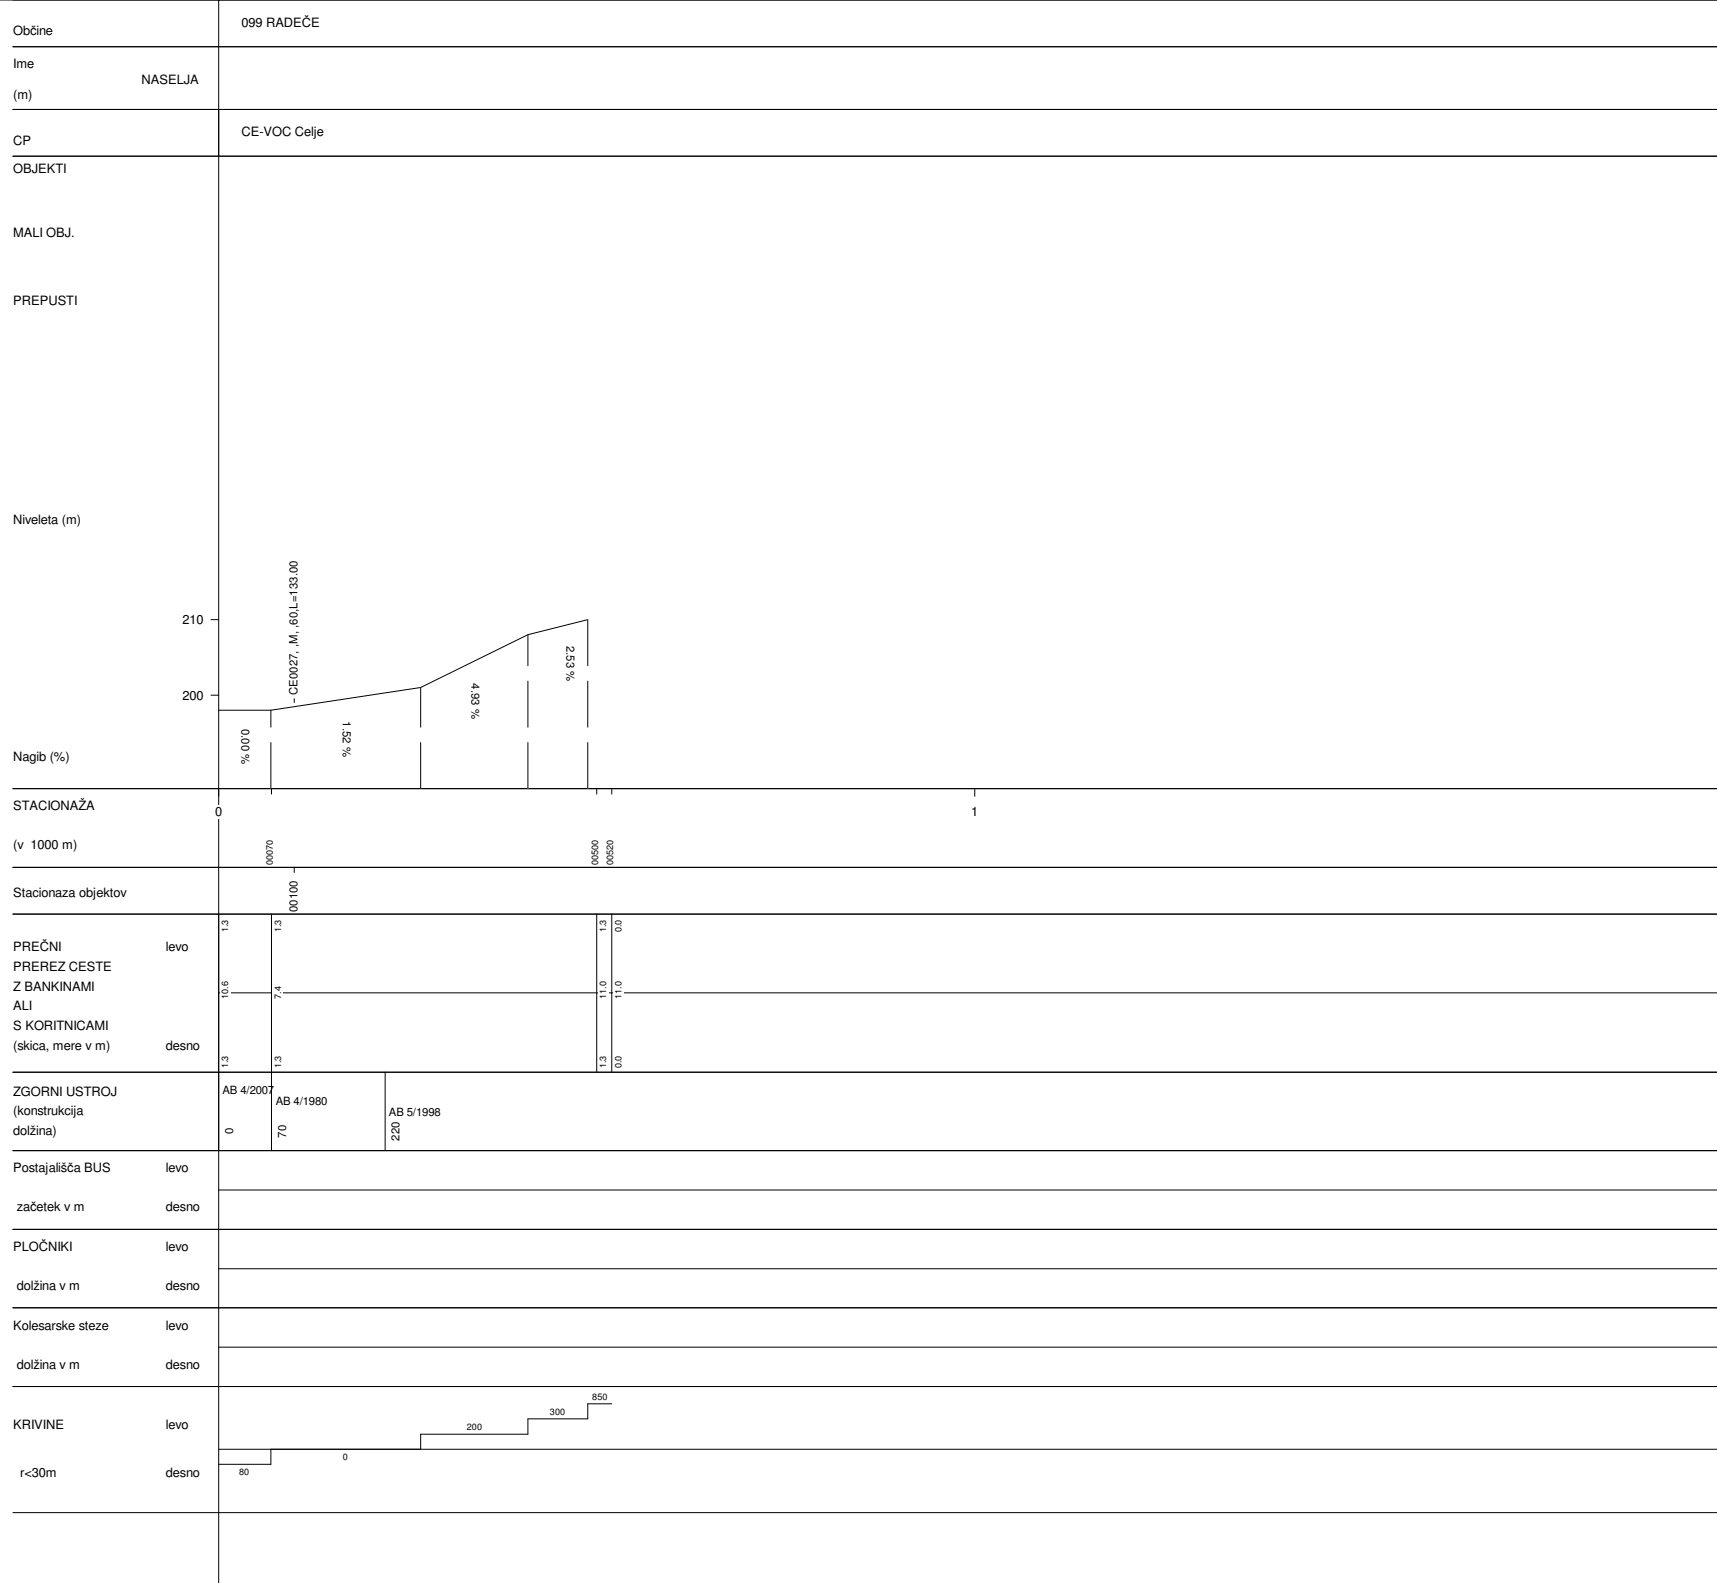 Občine
099 RADEČE
Ime
NASELJA
(m)
CP
CE-VOC Celje
OBJEKTI
MALI OBJ.
PREPUSTI
Niveleta (m)
CE0027, ,M, ,60,L=133.00
210
200
0.00 %
1.52 %
4.93 %
2.53 %
Nagib (%)
STACIONAŽA
0
1
(v 1000 m)
00070
00500
00520
Stacionaza objektov
00100
PREČNI
PREREZ CESTE
Z BANKINAMI
ALI
S KORITNICAMI
(skica, mere v m)
levo
desno
1.3
1.3
1.3
0.0
10.6
7.4
11.0
11.0
1.3
1.3
1.3
0.0
ZGORNI USTROJ
(konstrukcija
dolžina)
AB 4/2007
0
AB 4/1980
70
AB 5/1998
220
Postajališča BUS levo
začetek v m desno
PLOČNIKI levo
dolžina v m desno
Kolesarske steze levo
dolžina v m desno
KRIVINE levo
r<30m desno
80
0
200
300
850